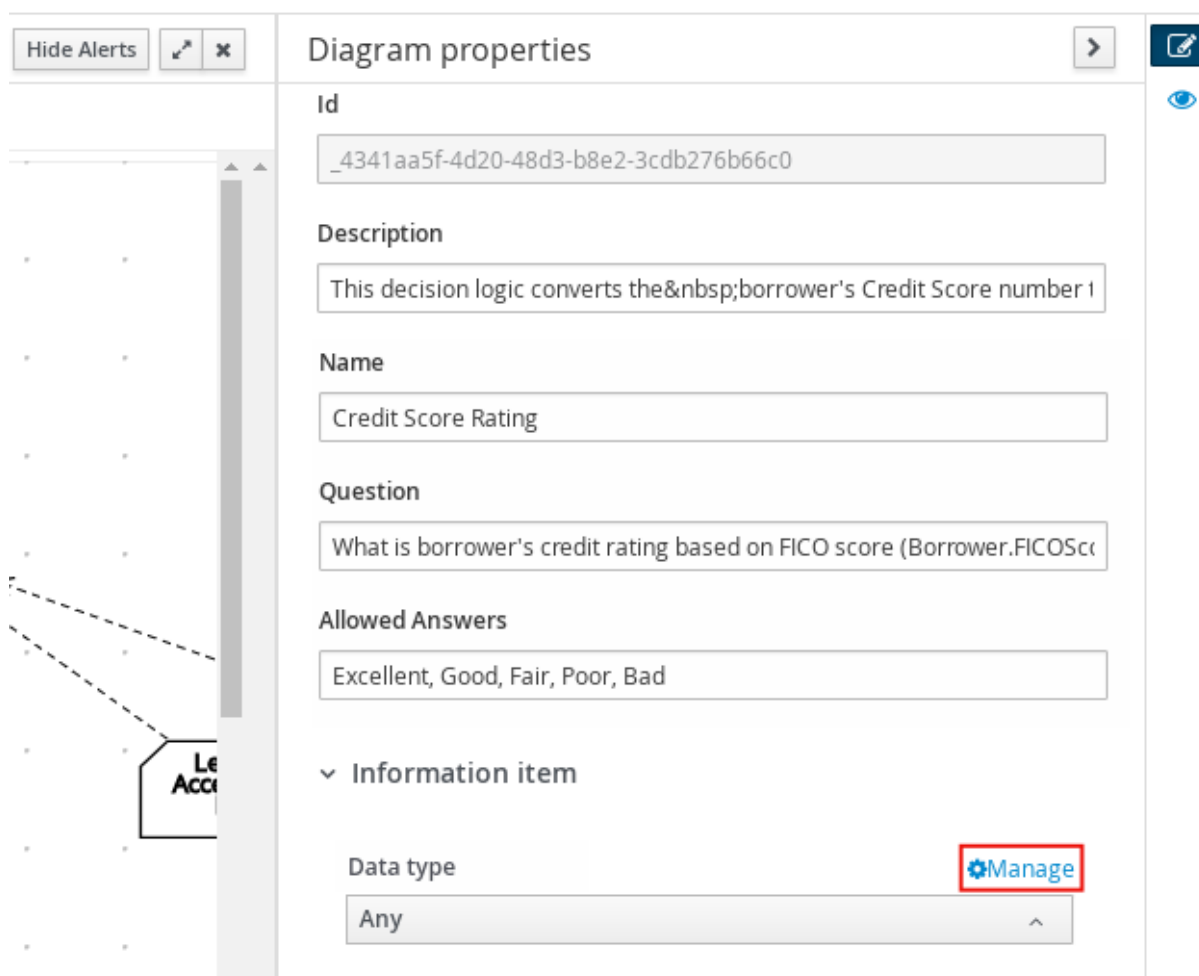 Hide Alerts
Diagram properties
Id
_4341aa5f-4d20-48d3-b8e2-3cdb276b66c0
Description
This decision logic converts the&nbsp;borrower's Credit Score number
Name
Credit Score Rating
Question
What is borrower's credit rating based on FICO score
Allowed Answers
Excellent, Good, Fair, Poor, Bad
Information item
Data type
Manage
Any